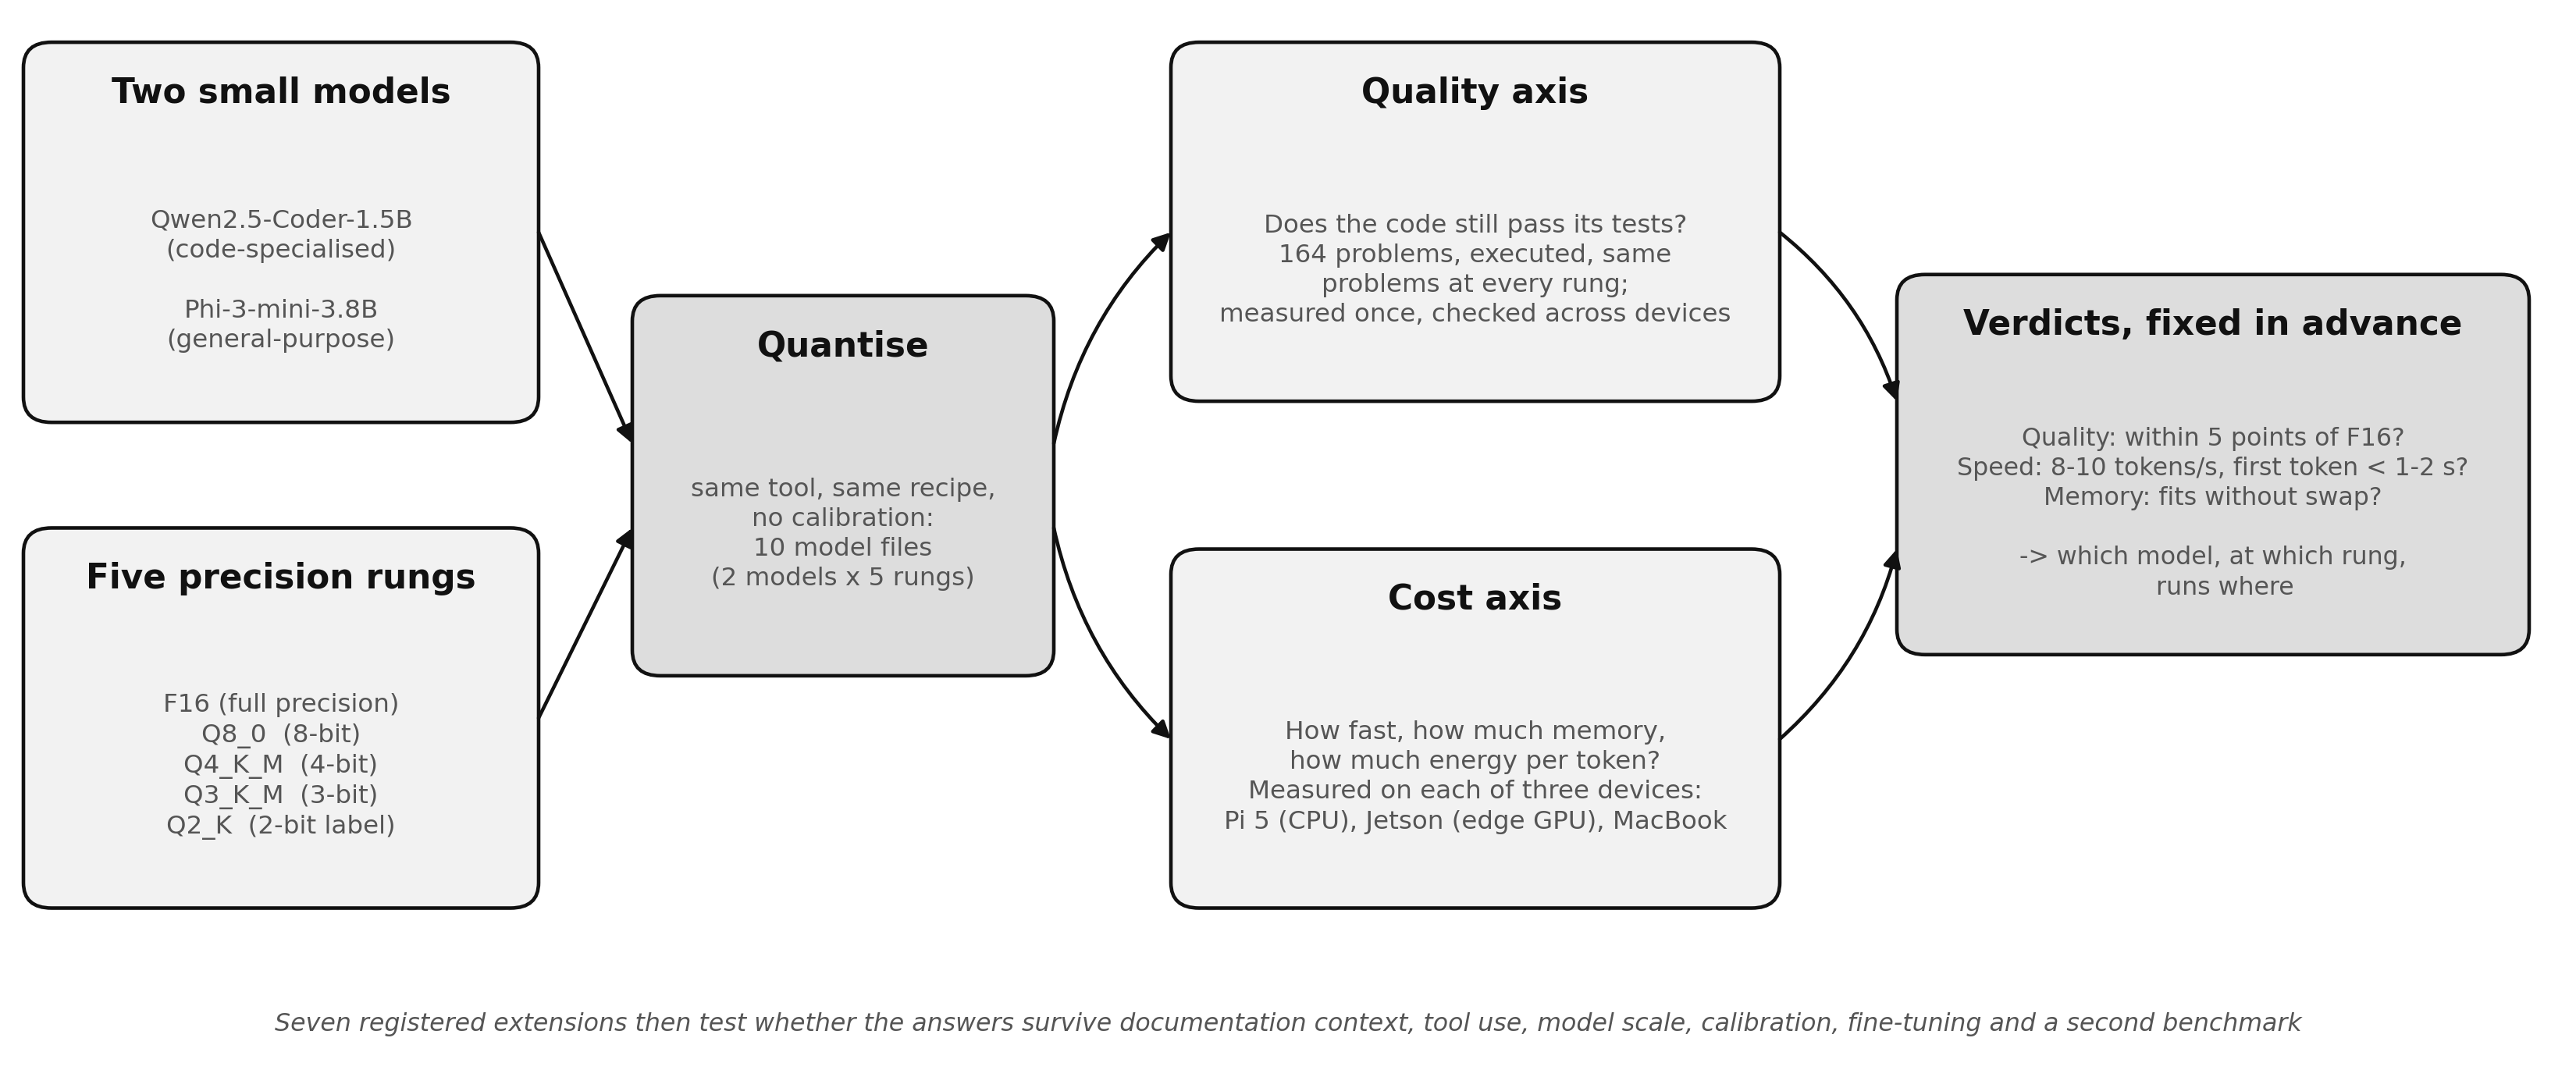 Two small models
Qwen2.5-Coder-1.5B
(code-specialised)
Phi-3-mini-3.8B
(general-purpose)
Five precision rungs
F16 (full precision)
Q8_0  (8-bit)
Q4_K_M  (4-bit)
Q3_K_M  (3-bit)
Q2_K  (2-bit label)
Quantise
same tool, same recipe,
no calibration:
10 model files
(2 models x 5 rungs)
Quality axis
Does the code still pass its tests?
164 problems, executed, same
problems at every rung;
measured once, checked across devices
Cost axis
How fast, how much memory,
how much energy per token?
Measured on each of three devices:
Pi 5 (CPU), Jetson (edge GPU), MacBook
Verdicts, fixed in advance
Quality: within 5 points of F16?
Speed: 8-10 tokens/s, first token < 1-2 s?
Memory: fits without swap?
-> which model, at which rung,
runs where
Seven registered extensions then test whether the answers survive documentation context, tool use, model scale, calibration, fine-tuning and a second benchmark